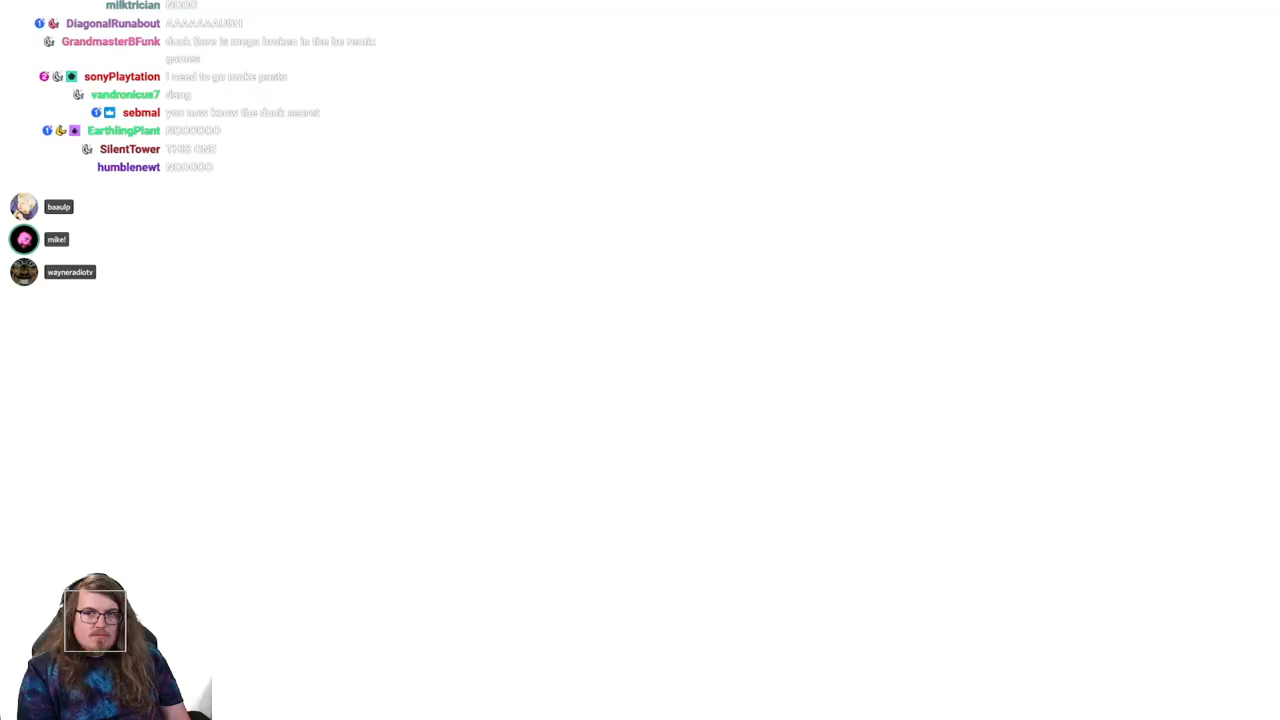 milktrician NOOO
DiagonalRunabout AAAAAAAUGH
GrandmasterBFunk duck flare is mega broken in the be remix
games
sonyPlaytation i need to go make pasta
vandronicus7 dang
sebmal you now know the duck secret
EarthlingPlant NOOOOOO
SilentTower THIS ONE
humblenewt NOOOOO
baaulp
mike!
wayneradiotv